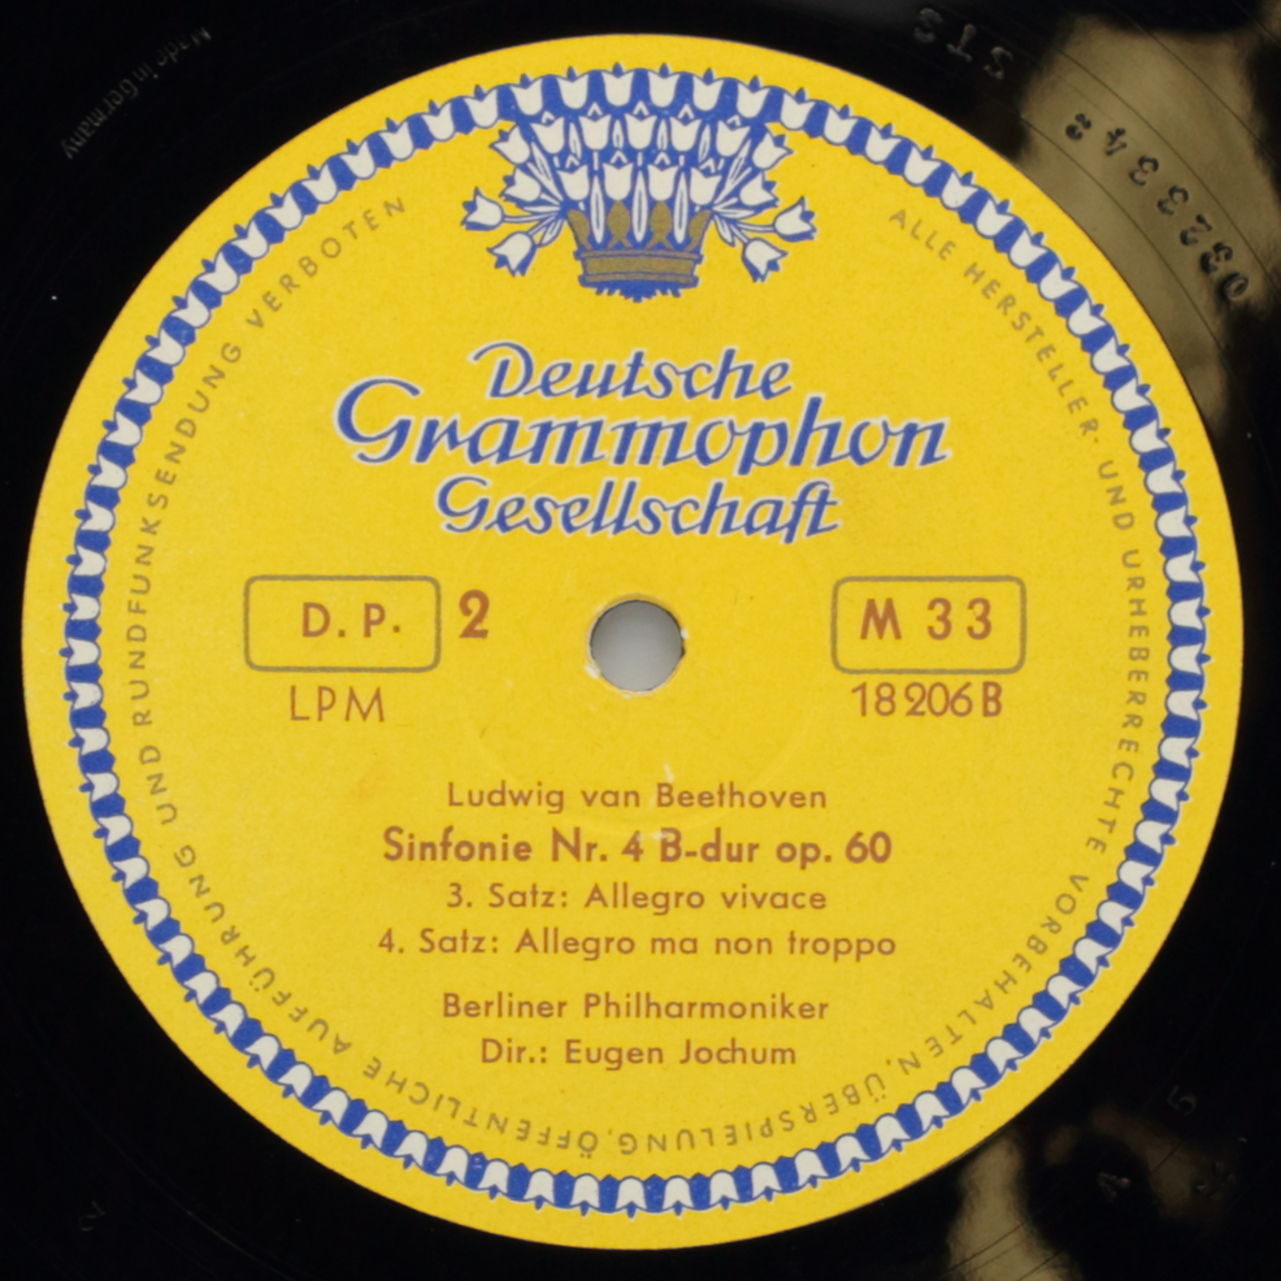 Made in Germany
STS
ALLE HERSTELLER- UND URHEBERRECHTE VORBEHALTEN, ÜBERSPIELUNG, ÖFFENTLICHE AUFFÜHRUNG UND RUNDFUNKSENDUNG VERBOTEN
Deutsche
Grammophon
Gesellschaft
D. P. 2
M 33
LPM
18206 B
Ludwig van Beethoven
Sinfonie Nr. 4 B-dur op. 60
3. Satz: Allegro vivace
4. Satz: Allegro ma non troppo
Berliner Philharmoniker
Dir.: Eugen Jochum